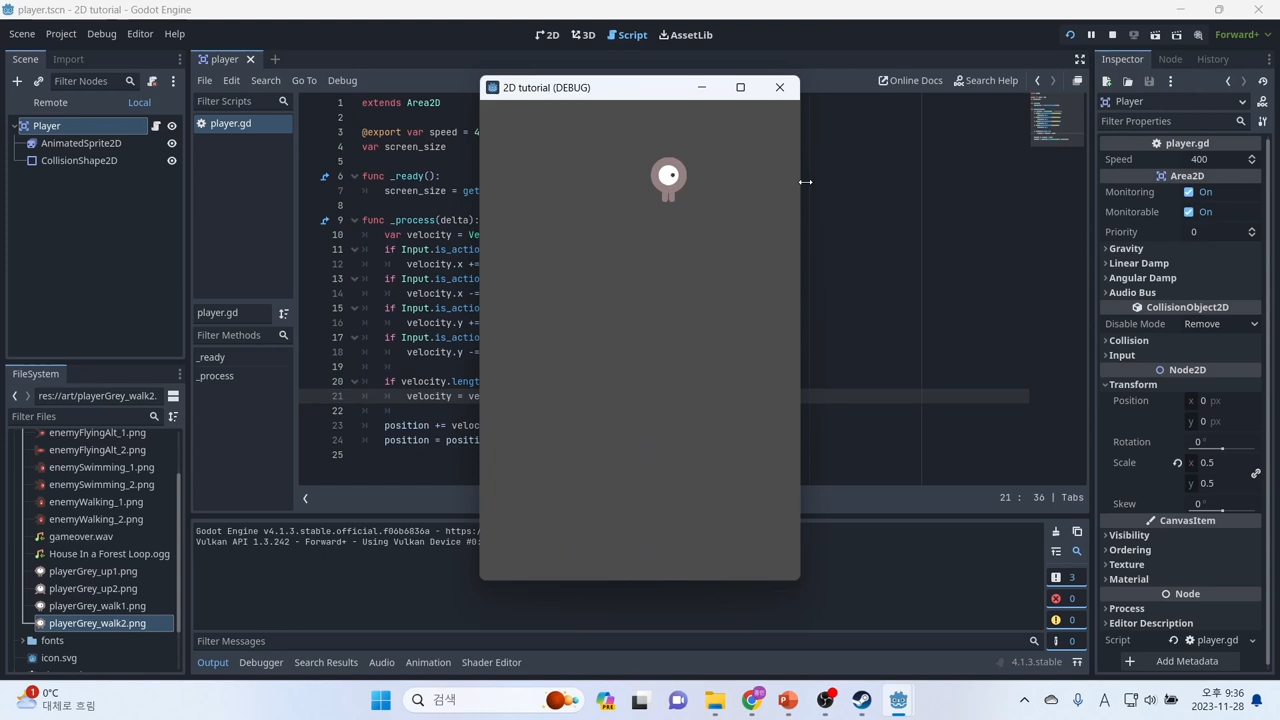 player.tscn - 2D tutorial - Godot Engine
Scene Project Debug Editor Help
2D 3D Script AssetLib
Forward+
Scene Import
Filter Nodes
Remote Local
Player
AnimatedSprite2D
CollisionShape2D
FileSystem
res://art/playerGrey_walk2.
Filter Files
enemyFlyingAlt_1.png
enemyFlyingAlt_2.png
enemySwimming_1.png
enemySwimming_2.png
enemyWalking_1.png
enemyWalking_2.png
gameover.wav
House In a Forest Loop.ogg
playerGrey_up1.png
playerGrey_up2.png
playerGrey_walk1.png
playerGrey_walk2.png
fonts
icon.svg
player
File Edit Search Go To Debug
Online Docs Search Help
Filter Scripts
player.gd
player.gd
Filter Methods
_ready
_process
1 extends Area2D
2
3 @export var speed = 4
4 var screen_size
5
6 func _ready():
7 screen_size = get
8
9 func _process(delta):
10 var velocity = Ve
11 if Input.is_actio
12 velocity.x +=
13 if Input.is_actio
14 velocity.x -=
15 if Input.is_actio
16 velocity.y +=
17 if Input.is_actio
18 velocity.y -=
19
20 if velocity.lengt
21 velocity = ve
22
23 position += veloc
24 position = positi
25
21 : 36 | Tabs
2D tutorial (DEBUG)
Godot Engine v4.1.3.stable.official.f06b6836a - https:/
Vulkan API 1.3.242 - Forward+ - Using Vulkan Device #0:
3
0
0
0
Filter Messages
Output Debugger Search Results Audio Animation Shader Editor
4.1.3.stable
Inspector Node History
Player
Filter Properties
player.gd
Speed 400
Area2D
Monitoring On
Monitorable On
Priority 0
Gravity
Linear Damp
Angular Damp
Audio Bus
CollisionObject2D
Disable Mode Remove
Collision
Input
Node2D
Transform
Position x 0 px
y 0 px
Rotation 0 °
Scale x 0.5
y 0.5
Skew 0 °
CanvasItem
Visibility
Ordering
Texture
Material
Node
Process
Editor Description
Script player.gd
Add Metadata
1
0°C
대체로 흐림
검색
PRE
A
오후 9:36
2023-11-28